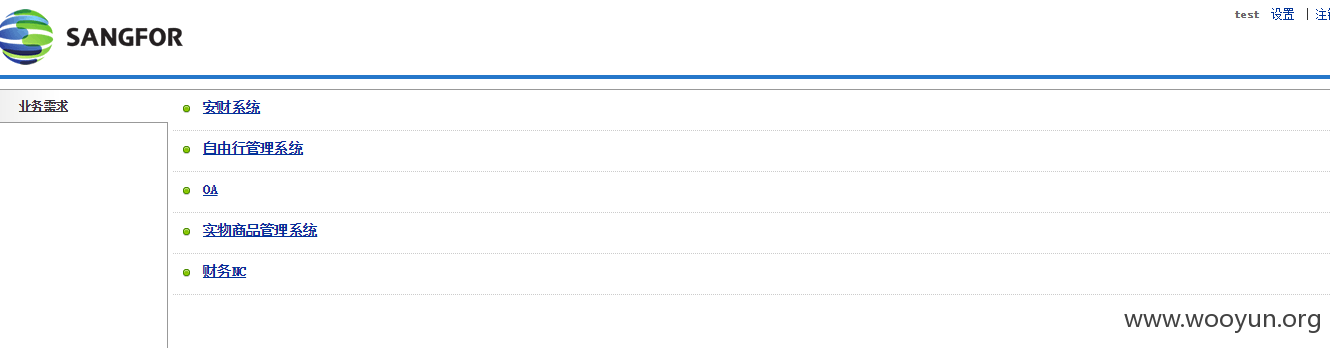 SANGFOR
test 设置 | 注
业务需求
安财系统
自由行管理系统
OA
实物商品管理系统
财务NC
www.wooyun.org